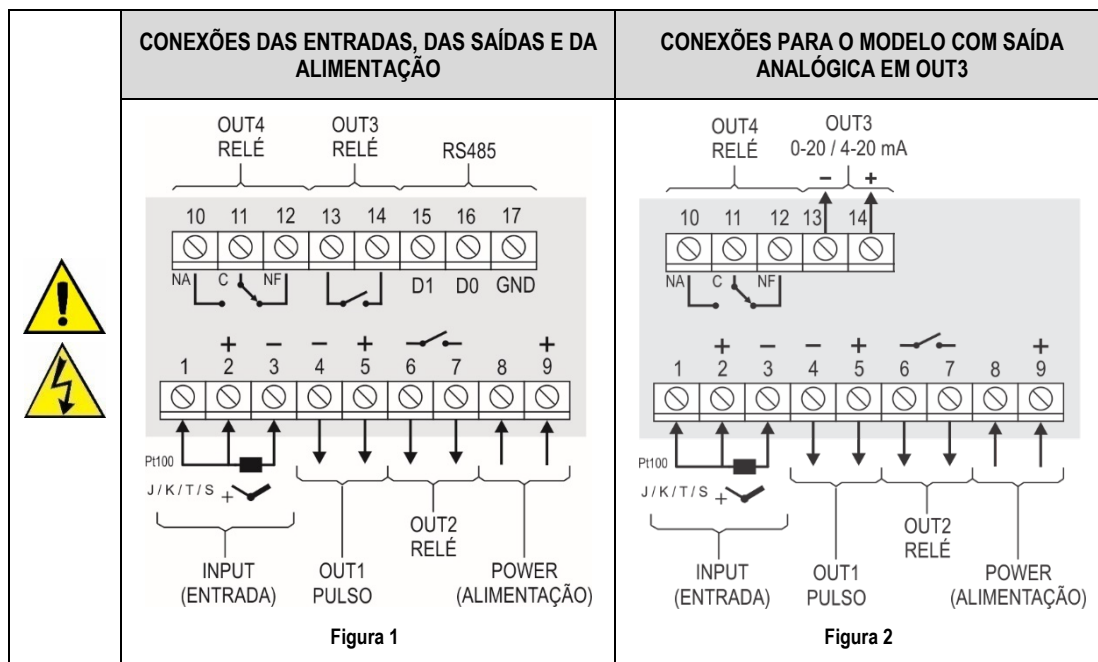 CONEXÕES DAS ENTRADAS, DAS SAÍDAS E DA
ALIMENTAÇÃO
OUT4
RELÉ
OUT3
RELÉ
RS485
10 11 12 13 14 15 16 17
NA C NF D1 D0 GND
+ − − + +
1 2 3 4 5 6 7 8 9
Pt100
J / K / T / S +
INPUT
(ENTRADA)
OUT1
PULSO
OUT2
RELÉ
POWER
(ALIMENTAÇÃO)
Figura 1
CONEXÕES PARA O MODELO COM SAÍDA
ANALÓGICA EM OUT3
OUT4
RELÉ
OUT3
0-20 / 4-20 mA
− +
10 11 12 13 14
NA C NF
+ − − + +
1 2 3 4 5 6 7 8 9
Pt100
J / K / T / S +
INPUT
(ENTRADA)
OUT1
PULSO
OUT2
RELÉ
POWER
(ALIMENTAÇÃO)
Figura 2